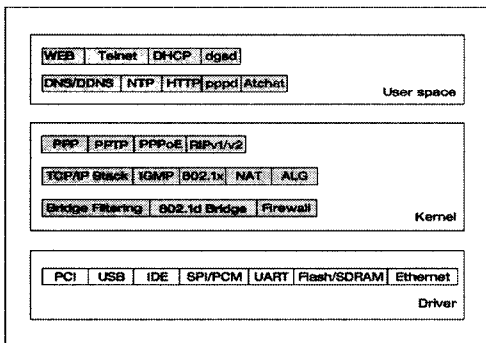 WEB Telnet DHCP dgad
DNS/DDNS NTP HTTP pppd Atchet
User space
PPP PPTP PPPoE RIPv1/v2
TCP/IP Stack IGMP 802.1x NAT ALG
Bridge Filtering 802.1d Bridge Firewall
Kernel
PCI USB IDE SPI/PCM UART Flash/SDRAM Ethernet
Driver